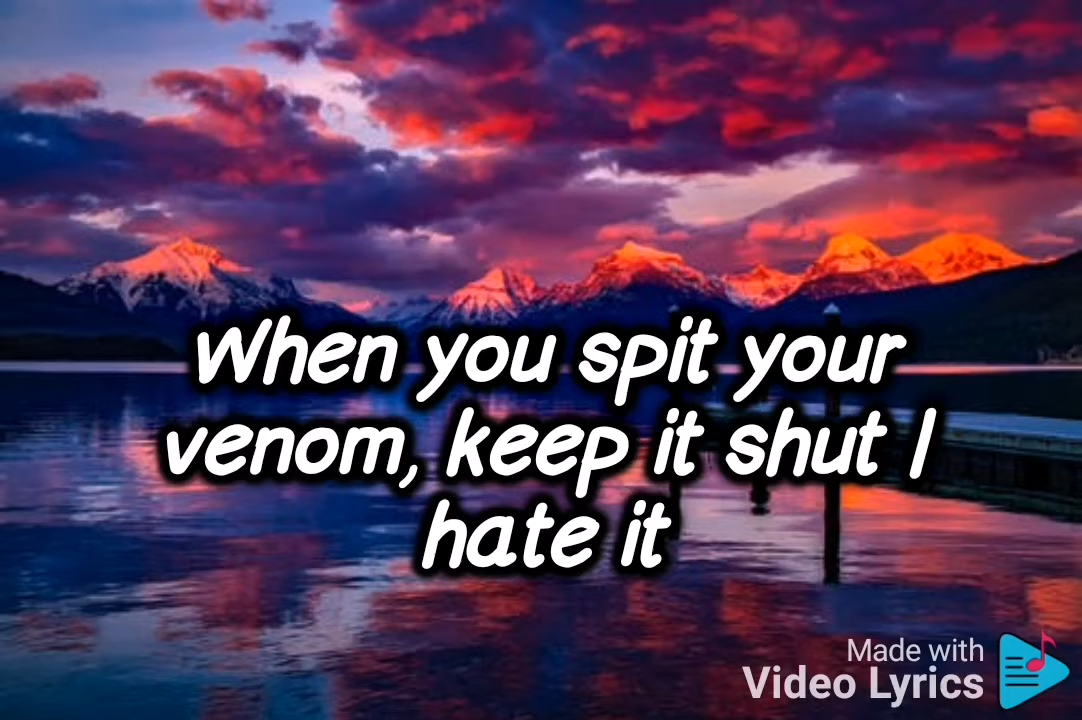 When you spit your
venom, keep it shut I
hate it
Made with
Video Lyrics